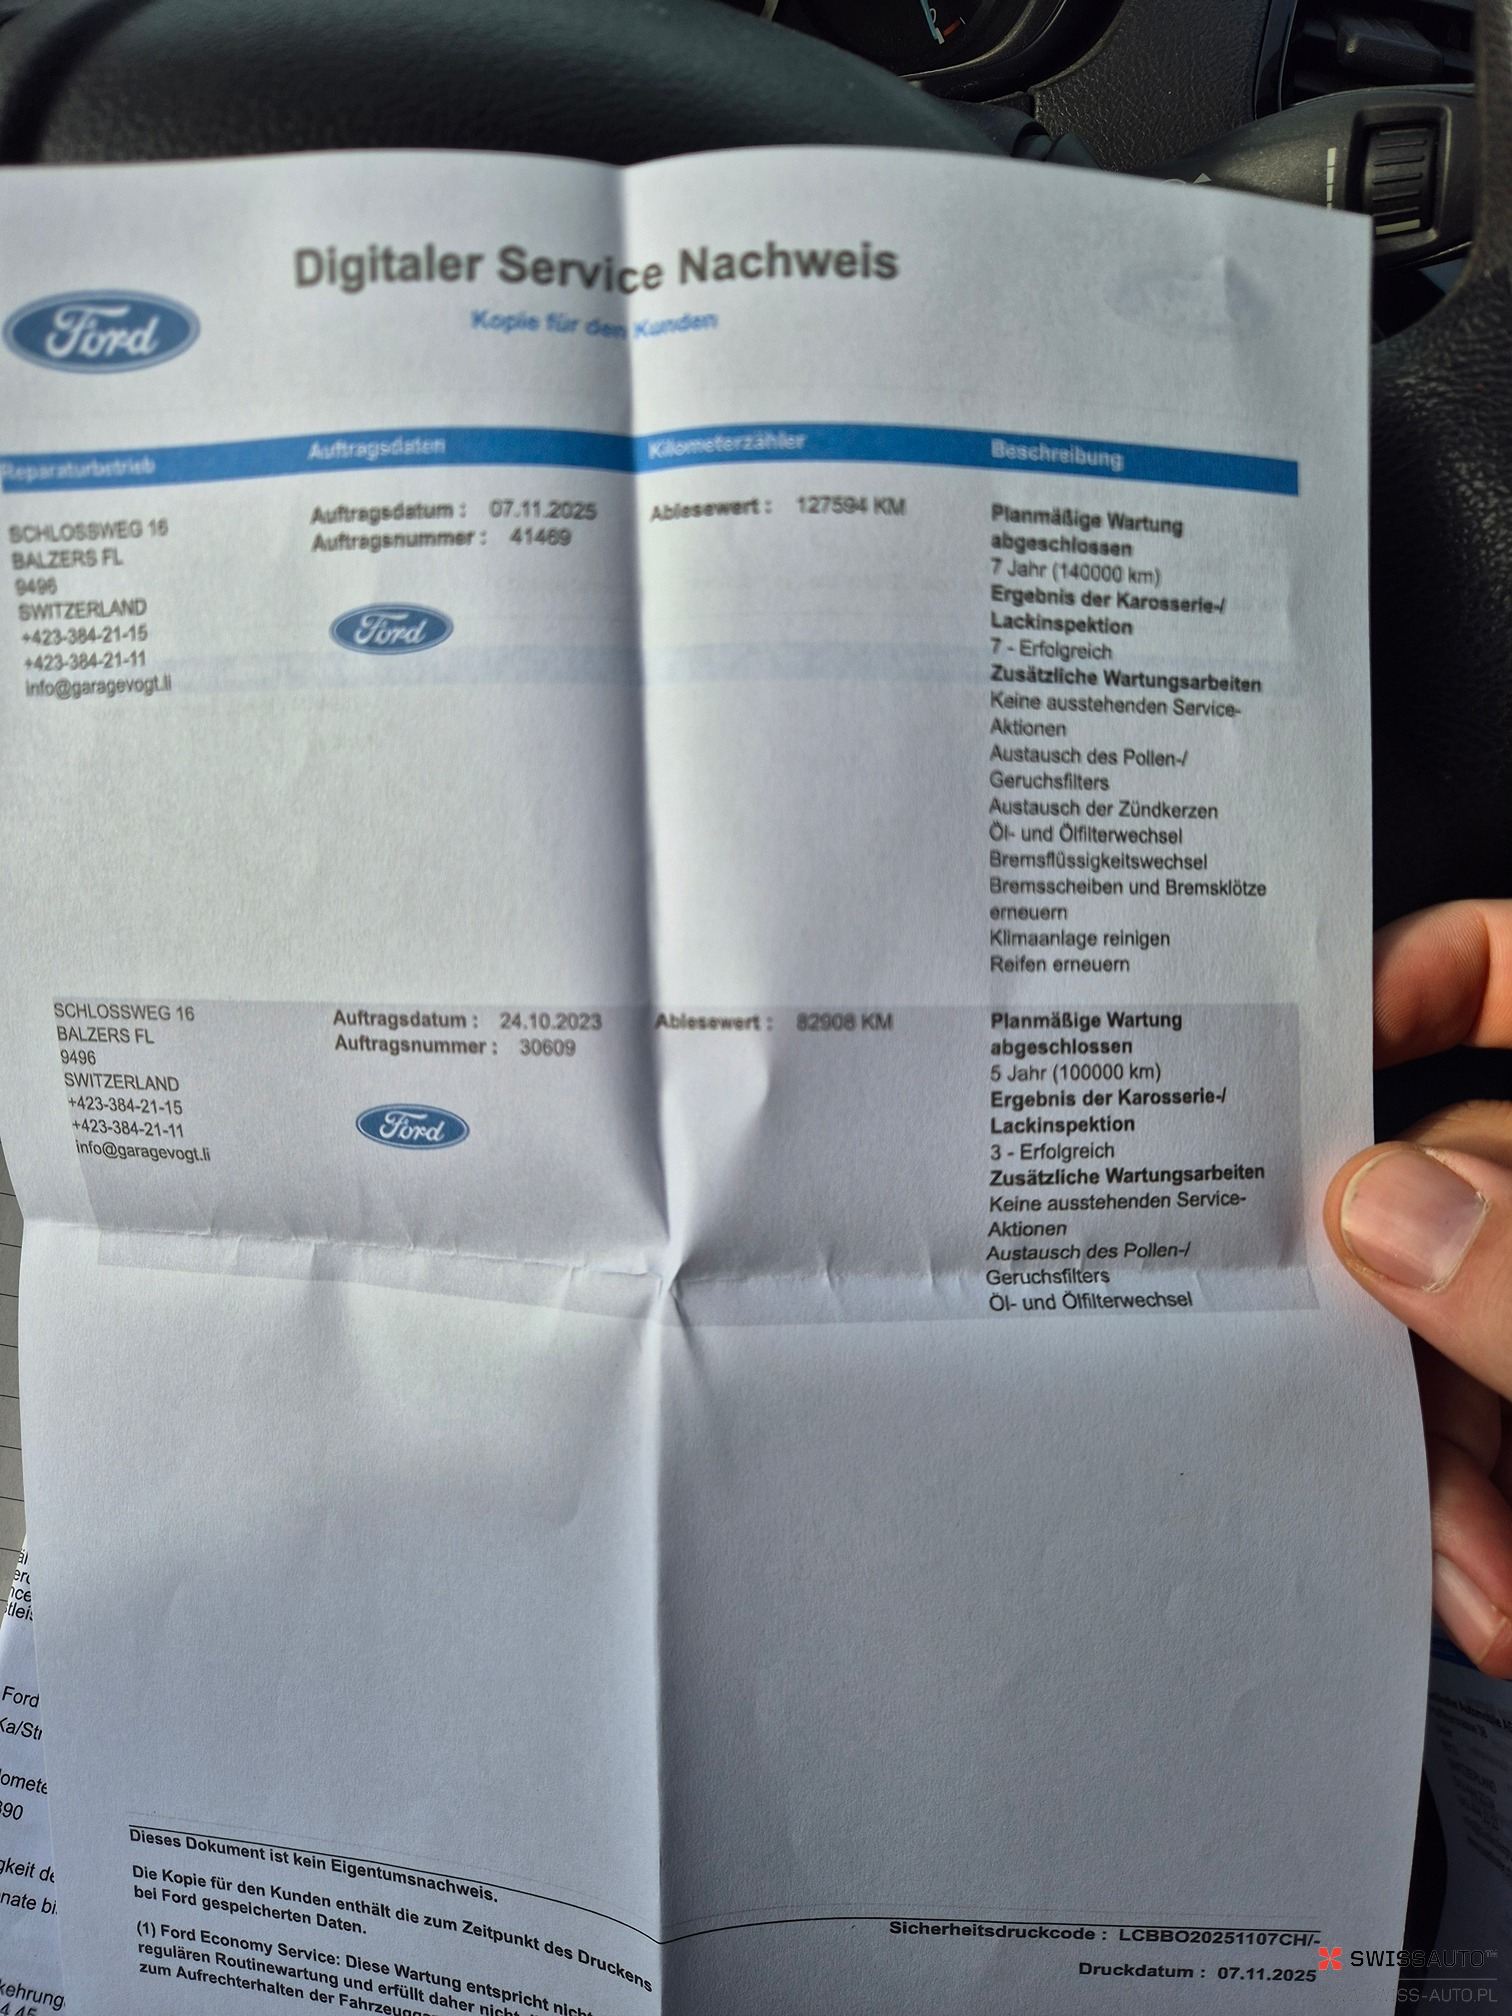 Digitaler Service Nachweis
Kopie für den Kunden
Ford
Reparaturbetrieb
Auftragsdaten
Kilometerzähler
Beschreibung
SCHLOSSWEG 16
BALZERS FL
9496
SWITZERLAND
+423-384-21-15
+423-384-21-11
info@garagevogt.li
Auftragsdatum : 07.11.2025
Auftragsnummer : 41469
Ford
Ablesewert : 127594 KM
Planmäßige Wartung
abgeschlossen
7 Jahr (140000 km)
Ergebnis der Karosserie-/
Lackinspektion
7 - Erfolgreich
Zusätzliche Wartungsarbeiten
Keine ausstehenden Service-
Aktionen
Austausch des Pollen-/
Geruchsfilters
Austausch der Zündkerzen
Öl- und Ölfilterwechsel
Bremsflüssigkeitswechsel
Bremsscheiben und Bremsklötze
erneuern
Klimaanlage reinigen
Reifen erneuern
SCHLOSSWEG 16
BALZERS FL
9496
SWITZERLAND
+423-384-21-15
+423-384-21-11
info@garagevogt.li
Auftragsdatum : 24.10.2023
Auftragsnummer : 30609
Ford
Ablesewert : 82908 KM
Planmäßige Wartung
abgeschlossen
5 Jahr (100000 km)
Ergebnis der Karosserie-/
Lackinspektion
3 - Erfolgreich
Zusätzliche Wartungsarbeiten
Keine ausstehenden Service-
Aktionen
Austausch des Pollen-/
Geruchsfilters
Öl- und Ölfilterwechsel
Dieses Dokument ist kein Eigentumsnachweis.
Die Kopie für den Kunden enthält die zum Zeitpunkt des Druckens
bei Ford gespeicherten Daten.
(1) Ford Economy Service: Diese Wartung entspricht nicht
regulären Routinewartung und erfüllt daher nicht
zum Aufrechterhalten der
Sicherheitsdruckcode : LCBBO20251107CH/-
Druckdatum : 07.11.2025
Ford
Ka/Str
90
SWISSAUTO™
SS-AUTO.PL